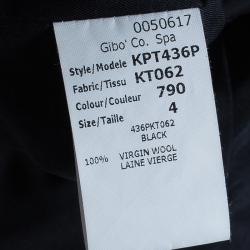 0050617
Gibo' Co. Spa
Style/Modele KPT436P
Fabric/Tissu KT062
Colour/Couleur 790
Size/Taille 4
436PKT062
BLACK
100% VIRGIN WOOL
LAINE VIERGE